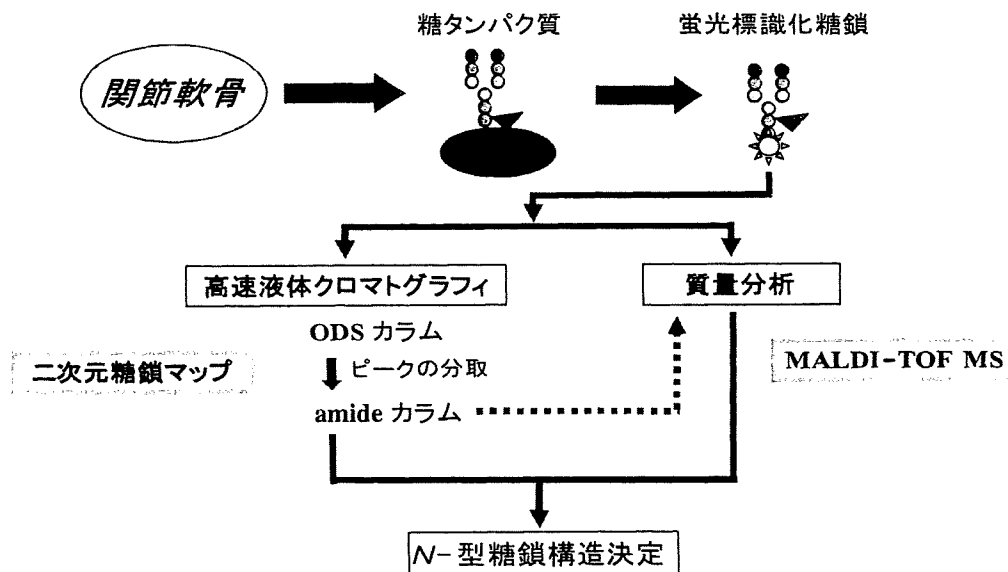 糖タンパク質
蛍光標識化糖鎖
関節軟骨
高速液体クロマトグラフィ
質量分析
ODS カラム
ピークの分取
amide カラム
二次元糖鎖マップ
MALDI-TOF MS
N-型糖鎖構造決定